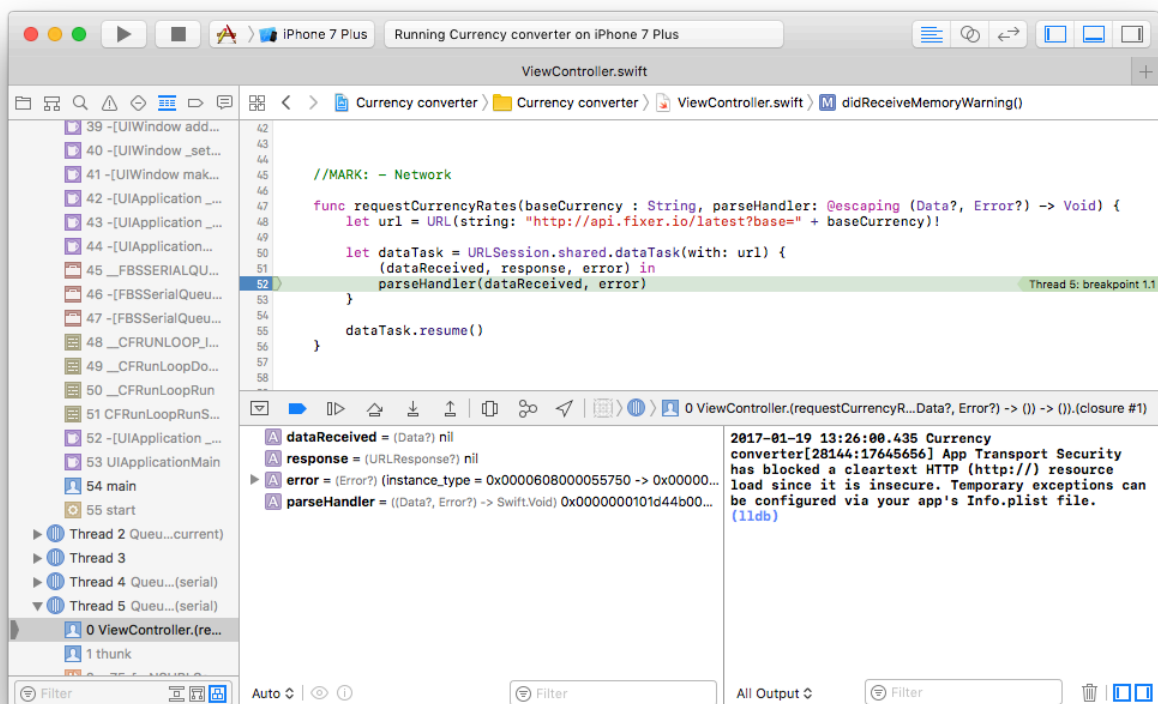 iPhone 7 Plus
Running Currency converter on iPhone 7 Plus
ViewController.swift
Currency converter
Currency converter
ViewController.swift
M didReceiveMemoryWarning()
39 -[UIWindow add...
40 -[UIWindow _set...
41 -[UIWindow mak...
42 -[UIApplication _...
43 -[UIApplication _...
44 -[UIApplication...
45 __FBSSERIALQU...
46 -[FBSSerialQueu...
47 -[FBSSerialQueu...
48 __CFRUNLOOP_I...
49 __CFRunLoopDo...
50 __CFRunLoopRun
51 CFRunLoopRunS...
52 -[UIApplication _...
53 UIApplicationMain
54 main
55 start
Thread 2 Queu...current)
Thread 3
Thread 4 Queu...(serial)
Thread 5 Queu...(serial)
0 ViewController.(re...
1 thunk
Filter
42
43
44
45 //MARK: - Network
46
47 func requestCurrencyRates(baseCurrency : String, parseHandler: @escaping (Data?, Error?) -> Void) {
48 let url = URL(string: "http://api.fixer.io/latest?base=" + baseCurrency)!
49
50 let dataTask = URLSession.shared.dataTask(with: url) {
51 (dataReceived, response, error) in
52 parseHandler(dataReceived, error) Thread 5: breakpoint 1.1
53 }
54
55 dataTask.resume()
56 }
57
58
0 ViewController.(requestCurrencyR...Data?, Error?) -> ()) -> ()).(closure #1)
A dataReceived = (Data?) nil
A response = (URLResponse?) nil
A error = (Error?) (instance_type = 0x0000608000055750 -> 0x00000...
A parseHandler = ((Data?, Error?) -> Swift.Void) 0x0000000101d44b00...
Auto
Filter
2017-01-19 13:26:00.435 Currency
converter[28144:17645656] App Transport Security
has blocked a cleartext HTTP (http://) resource
load since it is insecure. Temporary exceptions can
be configured via your app's Info.plist file.
(lldb)
All Output
Filter